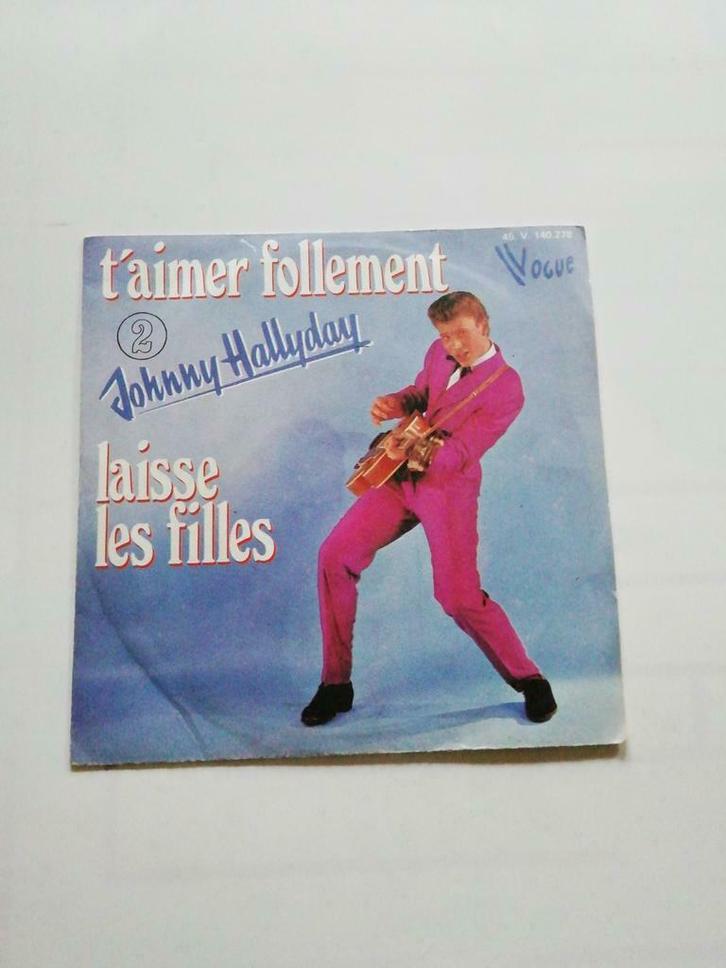 45. V. 140.278
t'aimer follement
Vogue
2
Johnny Hallyday
laisse
les filles